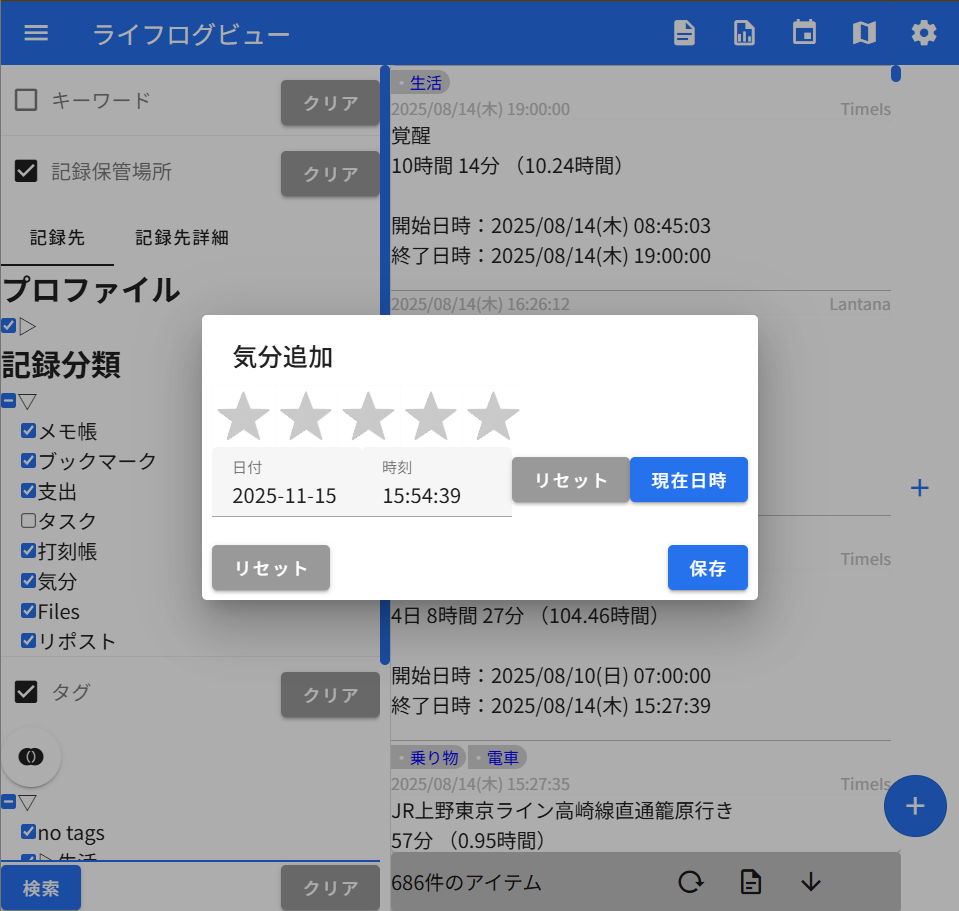 ライフログビュー
キーワード
クリア
記録保管場所
クリア
記録先
記録先詳細
プロファイル
記録分類
メモ帳
ブックマーク
支出
タスク
打刻帳
気分
Files
リポスト
タグ
クリア
no tags
生活
検索
クリア
・生活
2025/08/14(木) 19:00:00
TimeIs
覚醒
10時間 14分 （10.24時間）
開始日時：2025/08/14(木) 08:45:03
終了日時：2025/08/14(木) 19:00:00
2025/08/14(木) 16:26:12
Lantana
気分追加
日付
時刻
2025-11-15
15:54:39
リセット
現在日時
リセット
保存
TimeIs
4日 8時間 27分 （104.46時間）
開始日時：2025/08/10(日) 07:00:00
終了日時：2025/08/14(木) 15:27:39
・乗り物
・電車
2025/08/14(木) 15:27:35
TimeIs
JR上野東京ライン高崎線直通籠原行き
57分 （0.95時間）
686件のアイテム